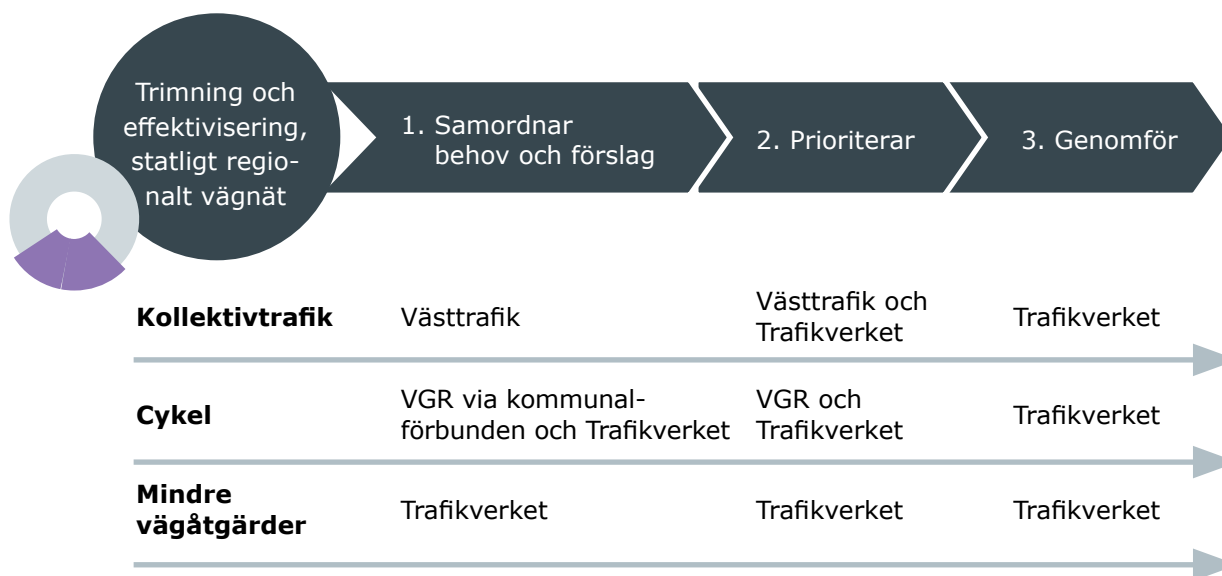 Trimning och
effektivisering,
statligt regio-
nalt vägnät
1. Samordnar
behov och förslag
2. Prioriterar
3. Genomför
Kollektivtrafik
Västtrafik
Västtrafik och
Trafikverket
Trafikverket
Cykel
VGR via kommunal-
förbunden och Trafikverket
VGR och
Trafikverket
Trafikverket
Mindre
vägåtgärder
Trafikverket
Trafikverket
Trafikverket